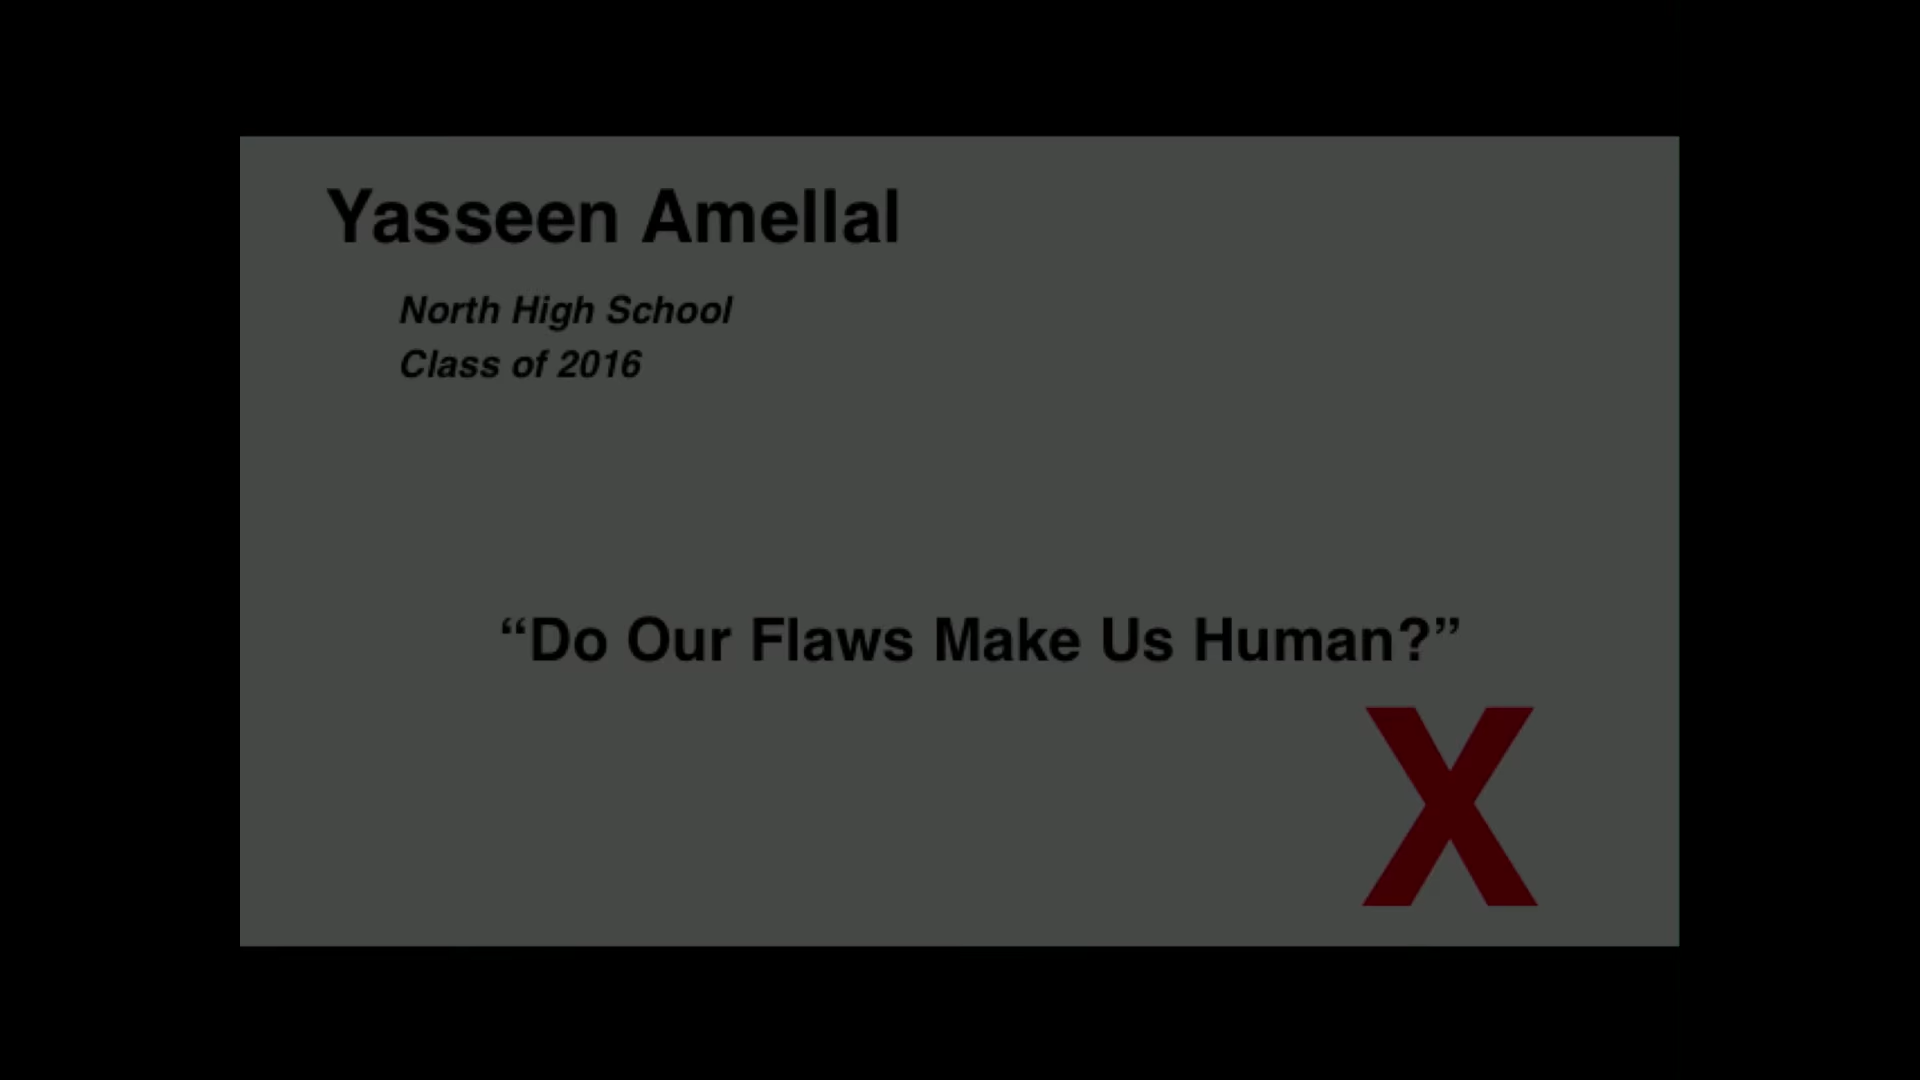 Yasseen Amellal
North High School
Class of 2016
“Do Our Flaws Make Us Human?”
X